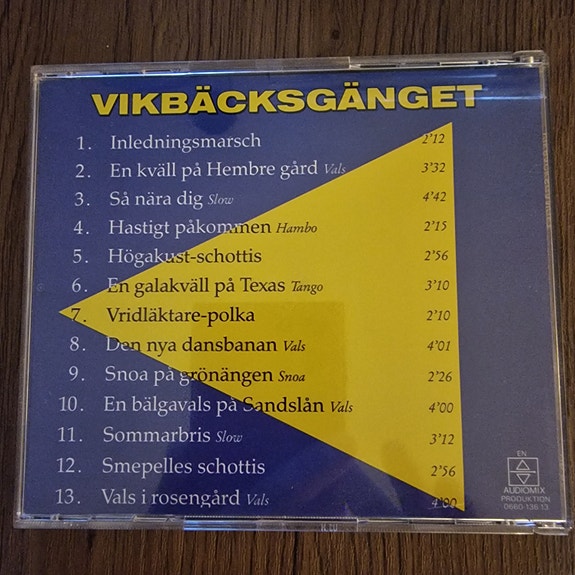 VIKBÄCKSGÄNGET
1. Inledningsmarsch 2'12
2. En kväll på Hembre gård Vals 3'32
3. Så nära dig Slow 4'42
4. Hastigt påkommen Hambo 2'15
5. Högakust-schottis 2'56
6. En galakväll på Texas Tango 3'10
7. Vridläktare-polka 2'10
8. Den nya dansbanan Vals 4'01
9. Snoa på grönängen Snoa 2'26
10. En bälgavals på Sandslån Vals 4'00
11. Sommarbris Slow 3'12
12. Smepelles schottis 2'56
13. Vals i rosengård Vals 4'00
EN
AUDIOMIX
PRODUKTION
0660-136 13